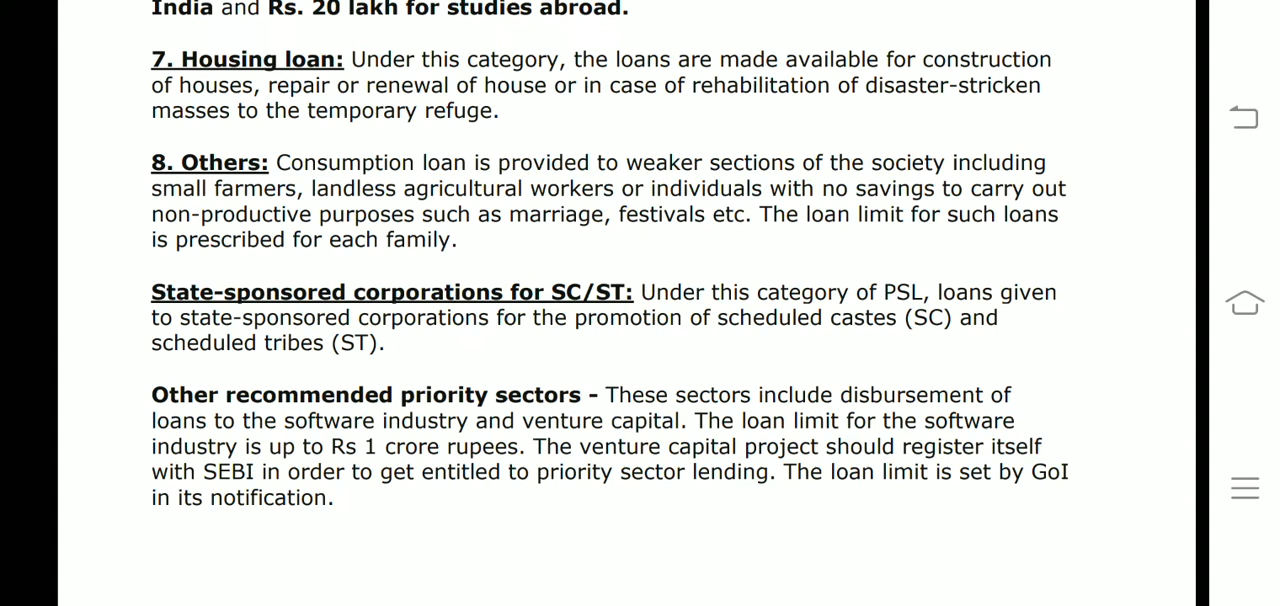 India and Rs. 20 lakh for studies abroad.
7. Housing loan: Under this category, the loans are made available for construction
of houses, repair or renewal of house or in case of rehabilitation of disaster-stricken
masses to the temporary refuge.
8. Others: Consumption loan is provided to weaker sections of the society including
small farmers, landless agricultural workers or individuals with no savings to carry out
non-productive purposes such as marriage, festivals etc. The loan limit for such loans
is prescribed for each family.
State-sponsored corporations for SC/ST: Under this category of PSL, loans given
to state-sponsored corporations for the promotion of scheduled castes (SC) and
scheduled tribes (ST).
Other recommended priority sectors - These sectors include disbursement of
loans to the software industry and venture capital. The loan limit for the software
industry is up to Rs 1 crore rupees. The venture capital project should register itself
with SEBI in order to get entitled to priority sector lending. The loan limit is set by GoI
in its notification.